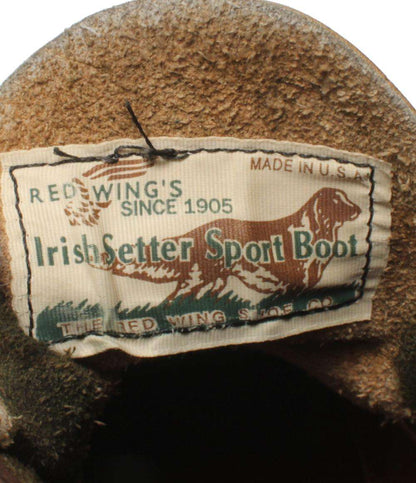 MADE IN U.S.A
RED WING'S
SINCE 1905
Irish Setter Sport Boot
THE RED WING SHOE CO.